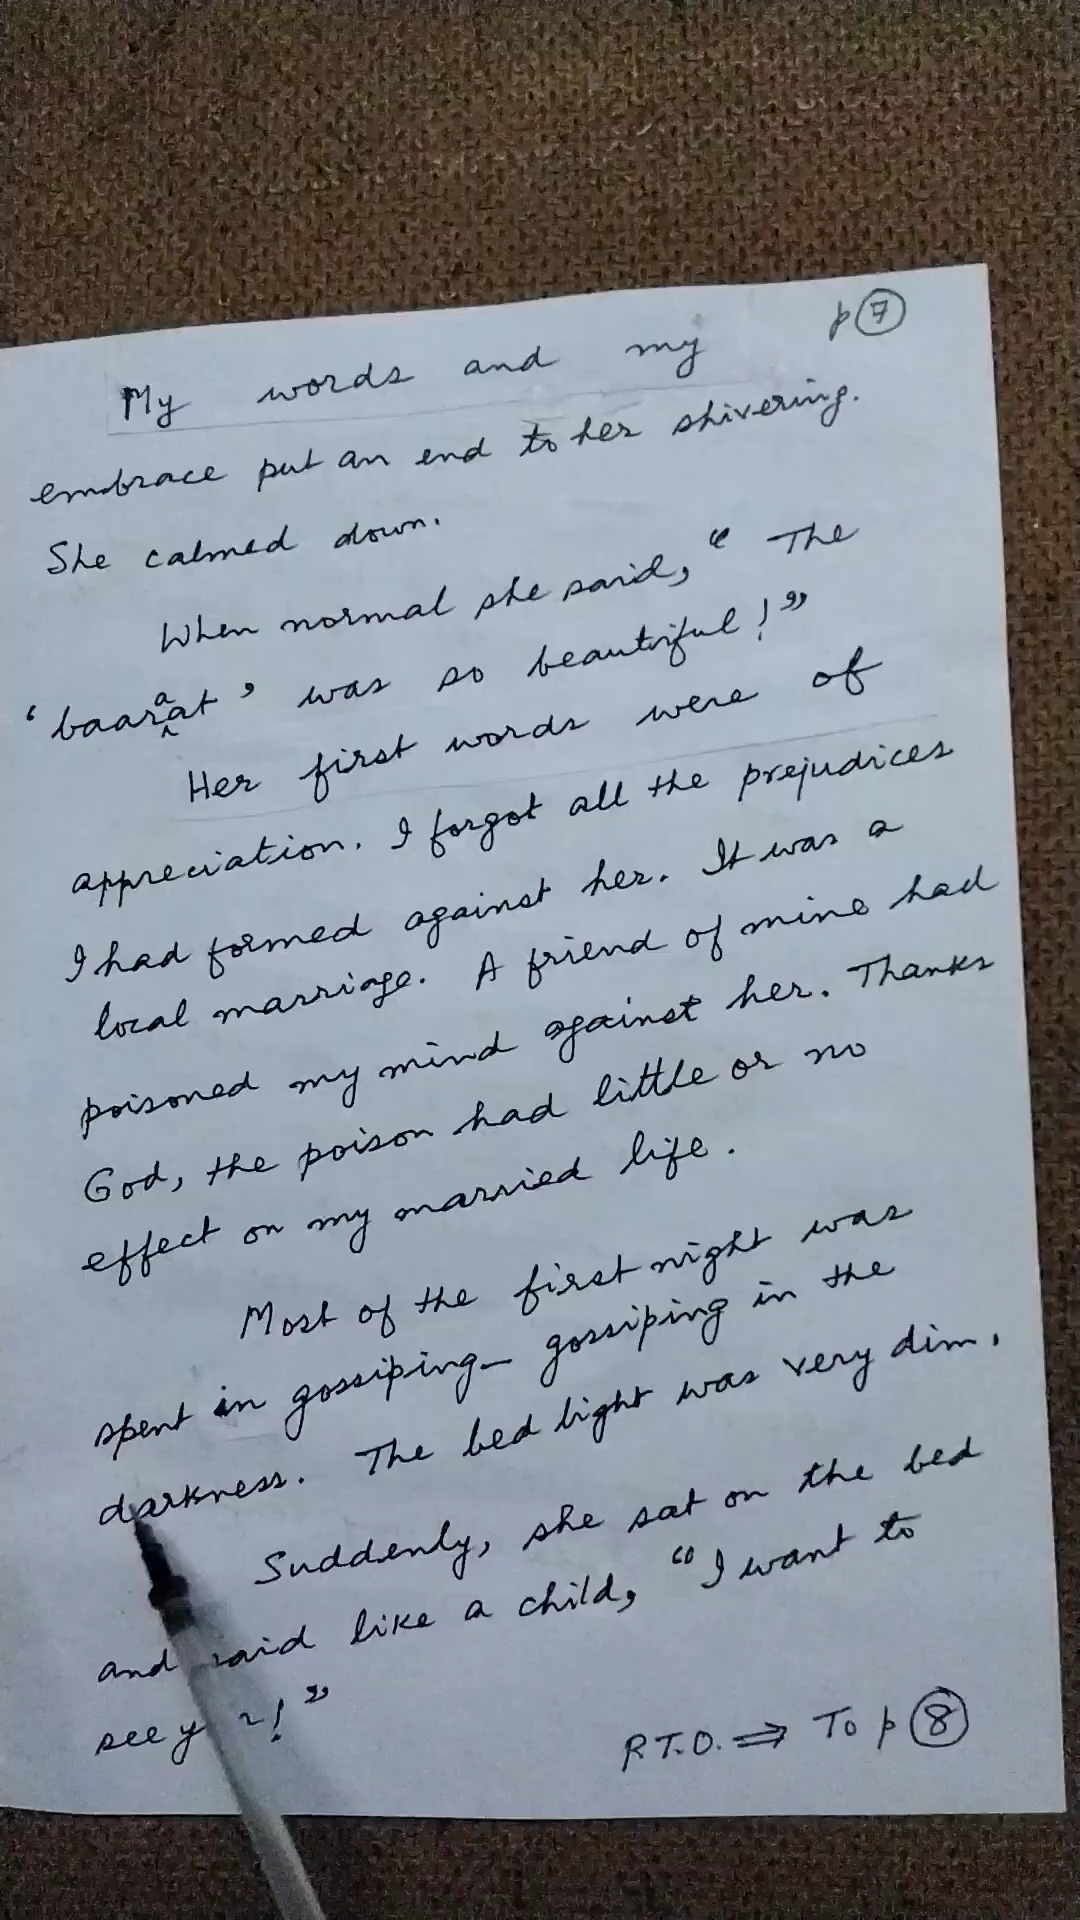 p 7
My words and my
embrace put an end to her shivering.
She calmed down.
When normal she said, "The
'baaraat' was so beautiful!"
Her first words were of
appreciation. I forgot all the prejudices
I had formed against her. It was a
local marriage. A friend of mine had
poisoned my mind against her. Thanks
God, the poison had little or no
effect on my married life.
Most of the first night was
spent in gossiping - gossiping in the
darkness. The bed light was very dim.
Suddenly, she sat on the bed
and said like a child, "I want to
see
P.T.O. ⇒ To p 8